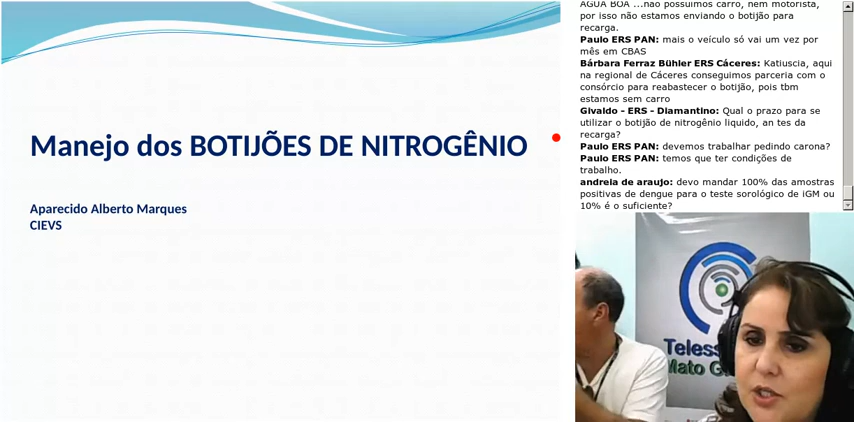 Manejo dos BOTIJÕES DE NITROGÊNIO
Aparecido Alberto Marques
CIEVS
AGUA BOA ...não possuimos carro, nem motorista,
por isso não estamos enviando o botijão para
recarga.
Paulo ERS PAN: mais o veículo só vai um vez por
mês em CBAS
Bárbara Ferraz Bühler ERS Cáceres: Katiuscia, aqui
na regional de Cáceres conseguimos parceria com o
consórcio para reabastecer o botijão, pois tbm
estamos sem carro
Givaldo - ERS - Diamantino: Qual o prazo para se
utilizar o botijão de nitrogênio liquido, an tes da
recarga?
Paulo ERS PAN: devemos trabalhar pedindo carona?
Paulo ERS PAN: temos que ter condições de
trabalho.
andreia de araujo: devo mandar 100% das amostras
positivas de dengue para o teste sorológico de iGM ou
10% é o suficiente?
Teles
Mato G